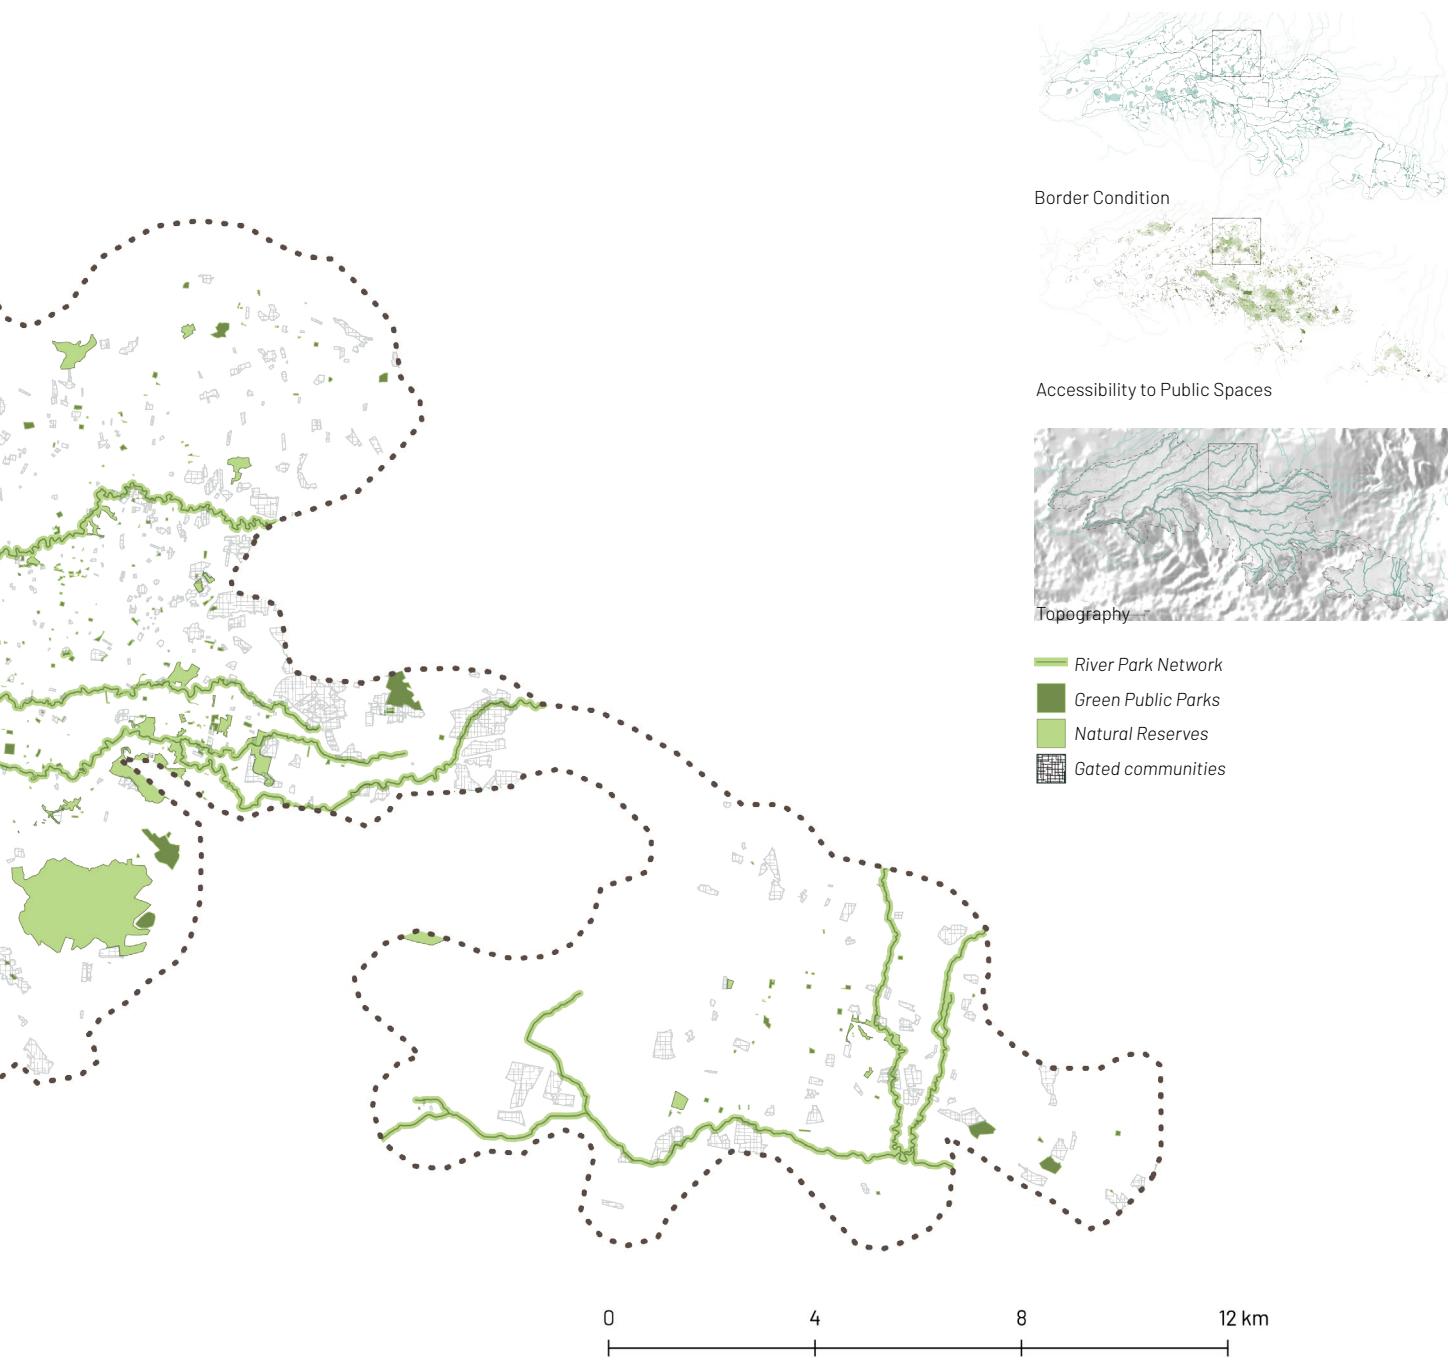 Border Condition
Accessibility to Public Spaces
Topography
River Park Network
Green Public Parks
Natural Reserves
Gated communities
0 4 8 12 km